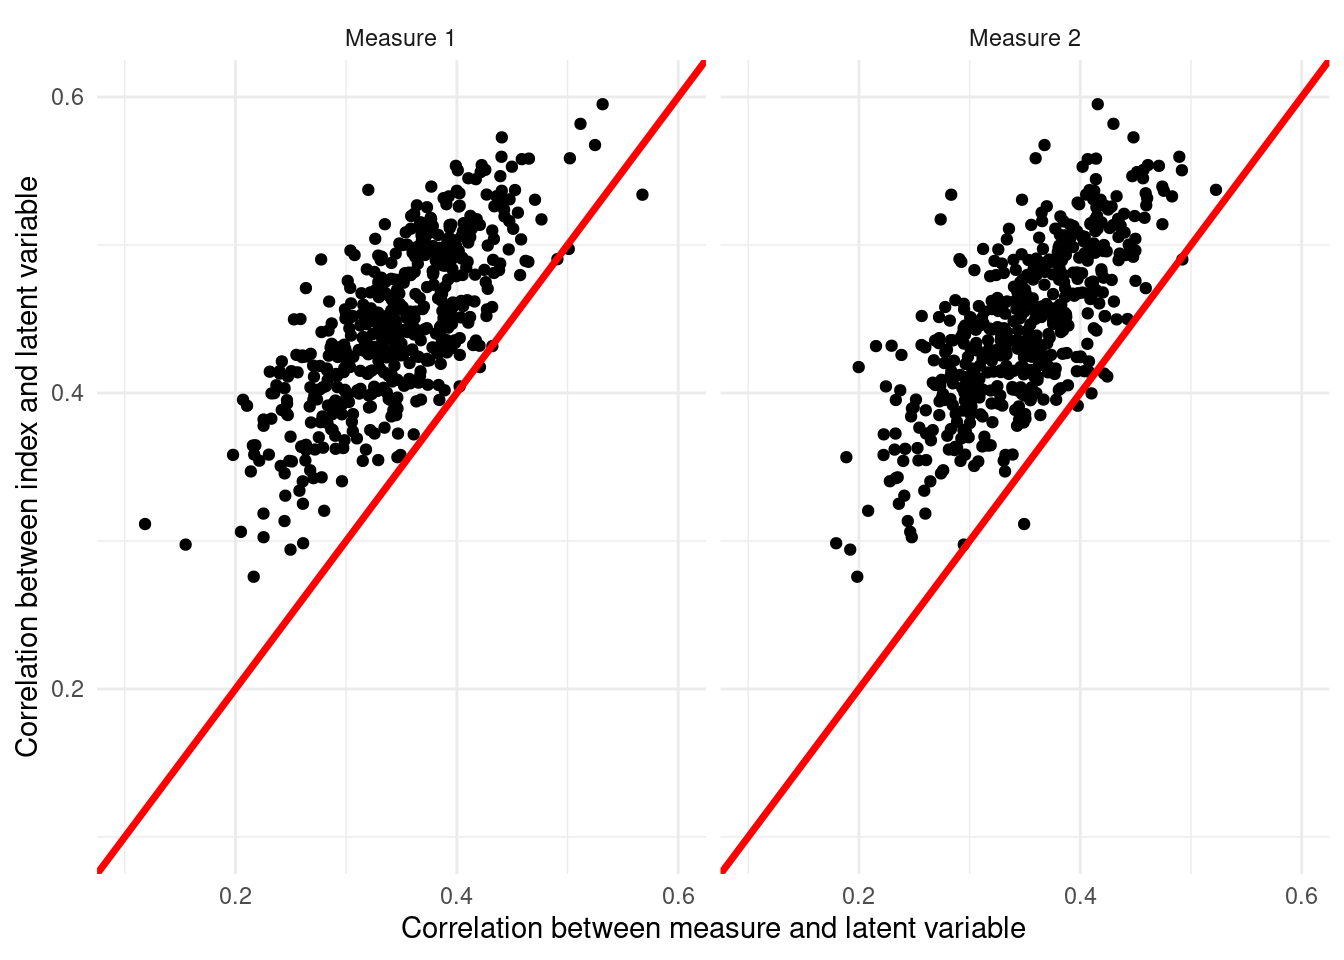 Measure 1
Measure 2
Correlation between index and latent variable
0.6
0.4
0.2
0.2
0.4
0.6
0.2
0.4
0.6
Correlation between measure and latent variable